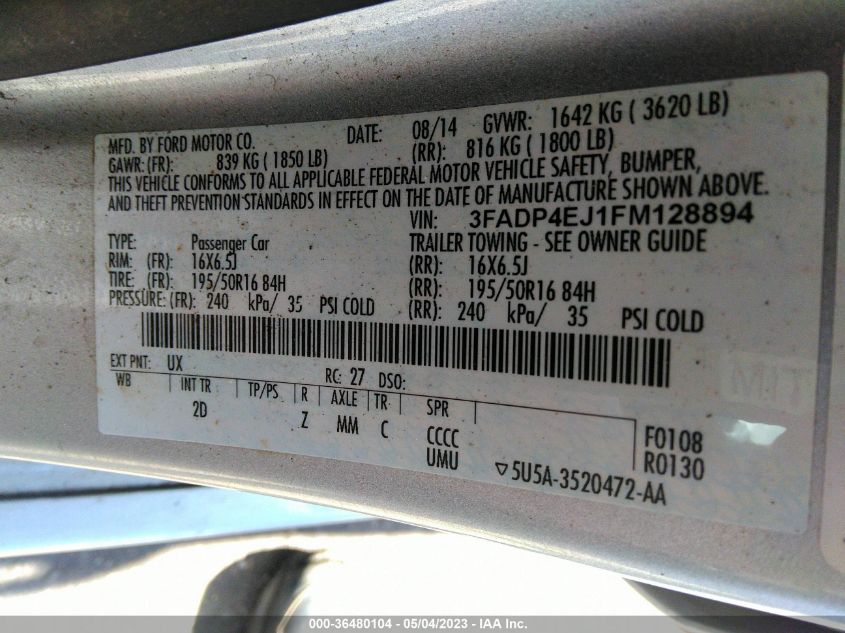 MFD. BY FORD MOTOR CO. DATE: 08/14 GVWR: 1642 KG ( 3620 LB)
GAWR: (FR): 839 KG ( 1850 LB) (RR): 816 KG ( 1800 LB)
THIS VEHICLE CONFORMS TO ALL APPLICABLE FEDERAL MOTOR VEHICLE SAFETY, BUMPER,
AND THEFT PREVENTION STANDARDS IN EFFECT ON THE DATE OF MANUFACTURE SHOWN ABOVE.
VIN: 3FADP4EJ1FM128894
TYPE: Passenger Car TRAILER TOWING - SEE OWNER GUIDE
RIM: (FR): 16X6.5J (RR): 16X6.5J
TIRE: (FR): 195/50R16 84H (RR): 195/50R16 84H
PRESSURE: (FR): 240 kPa/ 35 PSI COLD (RR): 240 kPa/ 35 PSI COLD
EXT PNT: UX RC: 27 DSO:
WB INT TR TP/PS R AXLE TR SPR
2D Z MM C CCCC F0108
UMU R0130
▽5U5A-3520472-AA
000-36480104 - 05/04/2023 - IAA Inc.